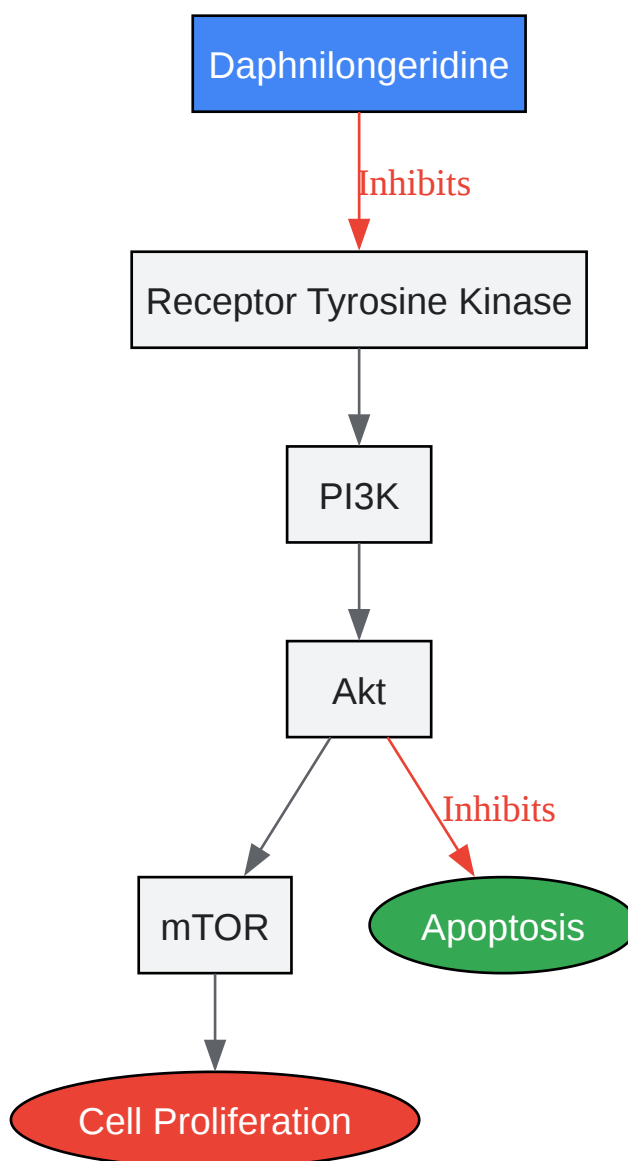 Daphnilongeridine
Inhibits
Receptor Tyrosine Kinase
PI3K
Akt
Inhibits
mTOR
Apoptosis
Cell Proliferation